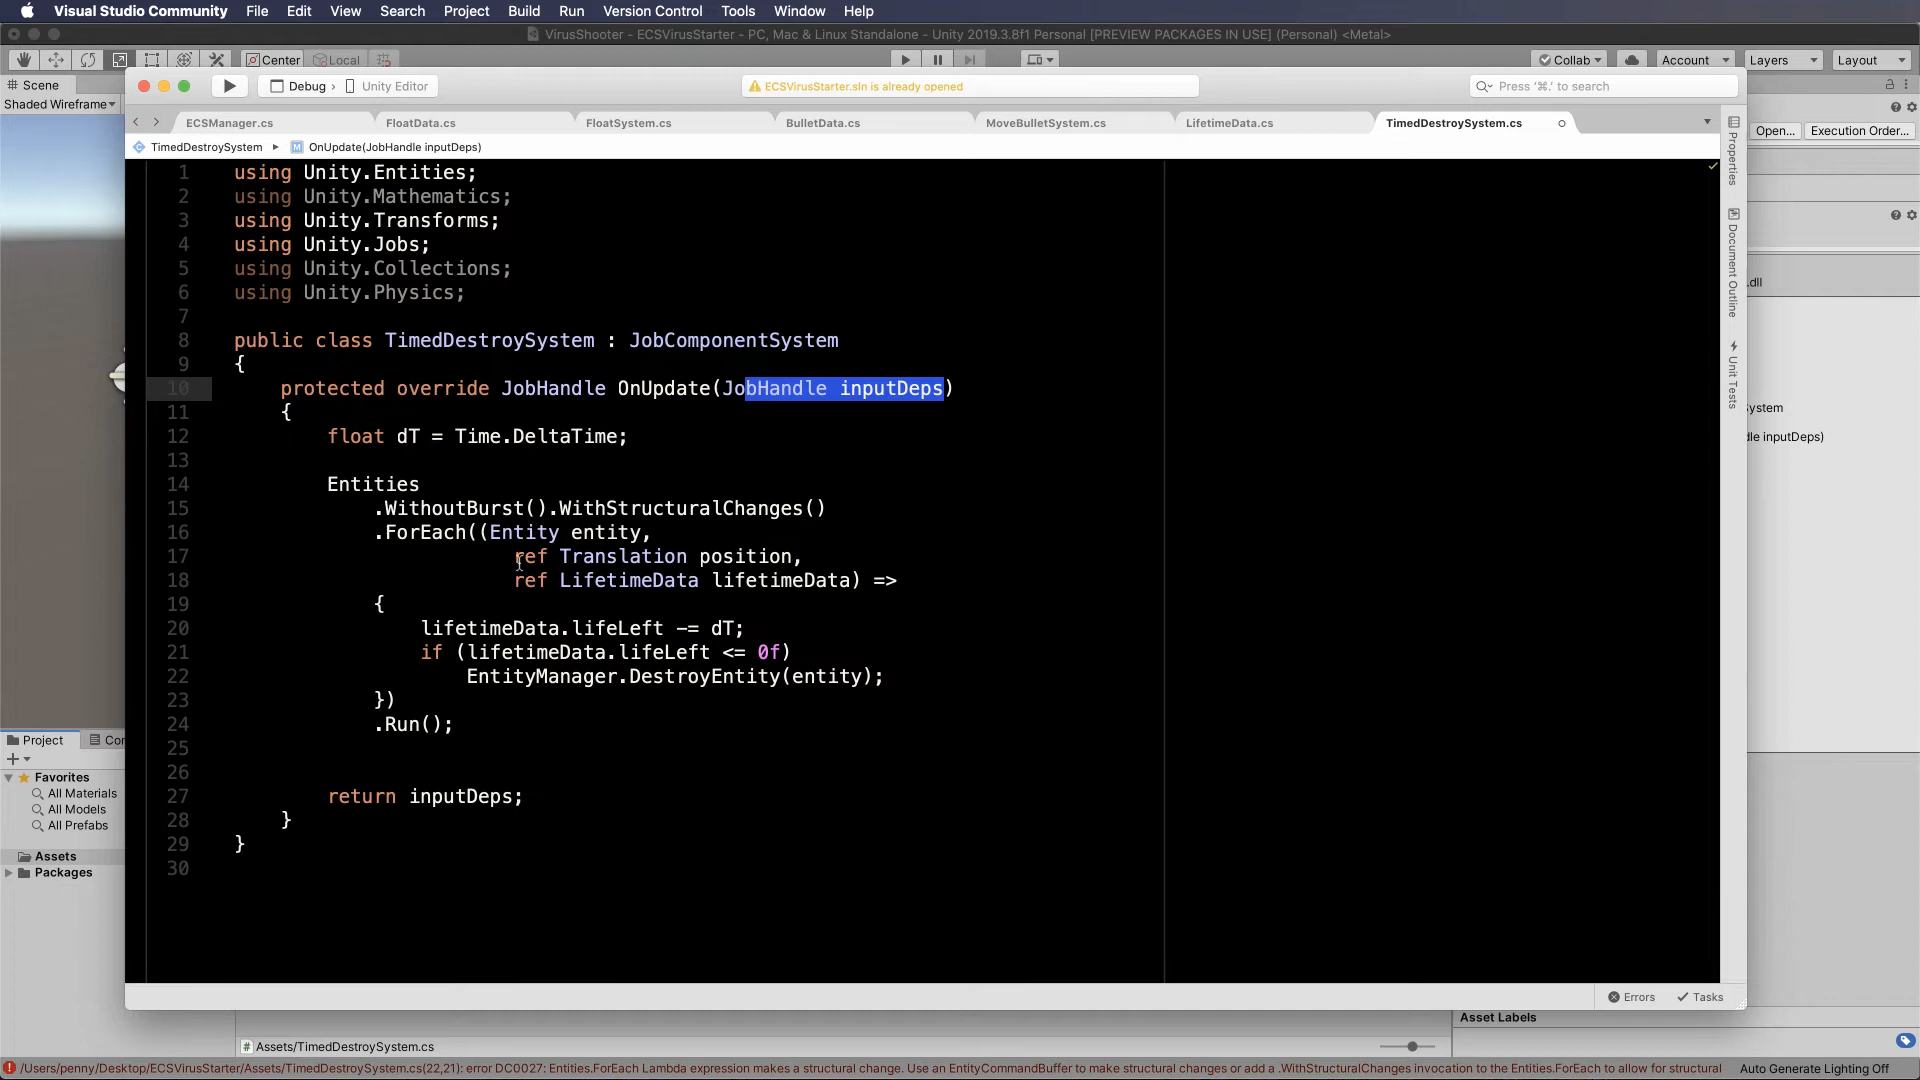 Visual Studio Community File Edit View Search Project Build Run Version Control Tools Window Help
VirusShooter - ECSVirusStarter - PC, Mac & Linux Standalone - Unity 2019.3.8f1 Personal [PREVIEW PACKAGES IN USE] (Personal) <Metal>
Center Local Collab Account Layers Layout
Scene
Shaded Wireframe
Debug › Unity Editor
ECSVirusStarter.sln is already opened
Press '⌘.' to search
ECSManager.cs FloatData.cs FloatSystem.cs BulletData.cs MoveBulletSystem.cs LifetimeData.cs TimedDestroySystem.cs
Open... Execution Order...
TimedDestroySystem ▸ OnUpdate(JobHandle inputDeps)
1 using Unity.Entities;
2 using Unity.Mathematics;
3 using Unity.Transforms;
4 using Unity.Jobs;
5 using Unity.Collections;
6 using Unity.Physics;
7
8 public class TimedDestroySystem : JobComponentSystem
9 {
10 protected override JobHandle OnUpdate(JobHandle inputDeps)
11 {
12 float dT = Time.DeltaTime;
13
14 Entities
15 .WithoutBurst().WithStructuralChanges()
16 .ForEach((Entity entity,
17 ref Translation position,
18 ref LifetimeData lifetimeData) =>
19 {
20 lifetimeData.lifeLeft -= dT;
21 if (lifetimeData.lifeLeft <= 0f)
22 EntityManager.DestroyEntity(entity);
23 })
24 .Run();
25
26
27 return inputDeps;
28 }
29 }
30
Properties
Document Outline
Unit Tests
.dll
System
le inputDeps)
Project Con
Favorites
All Materials
All Models
All Prefabs
Assets
Packages
Errors Tasks
Asset Labels
Assets/TimedDestroySystem.cs
/Users/penny/Desktop/ECSVirusStarter/Assets/TimedDestroySystem.cs(22,21): error DC0027: Entities.ForEach Lambda expression makes a structural change. Use an EntityCommandBuffer to make structural changes or add a .WithStructuralChanges invocation to the Entities.ForEach to allow for structural
Auto Generate Lighting Off